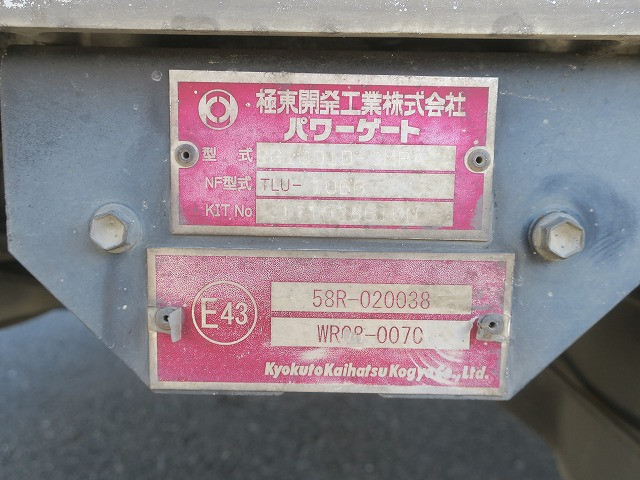 極東開発工業株式会社
パワーゲート
型 式
NF型式 TLU-
KIT No
E43
58R-020038
WR08-0070
Kyokuto Kaihatsu Kogyo Co., Ltd.